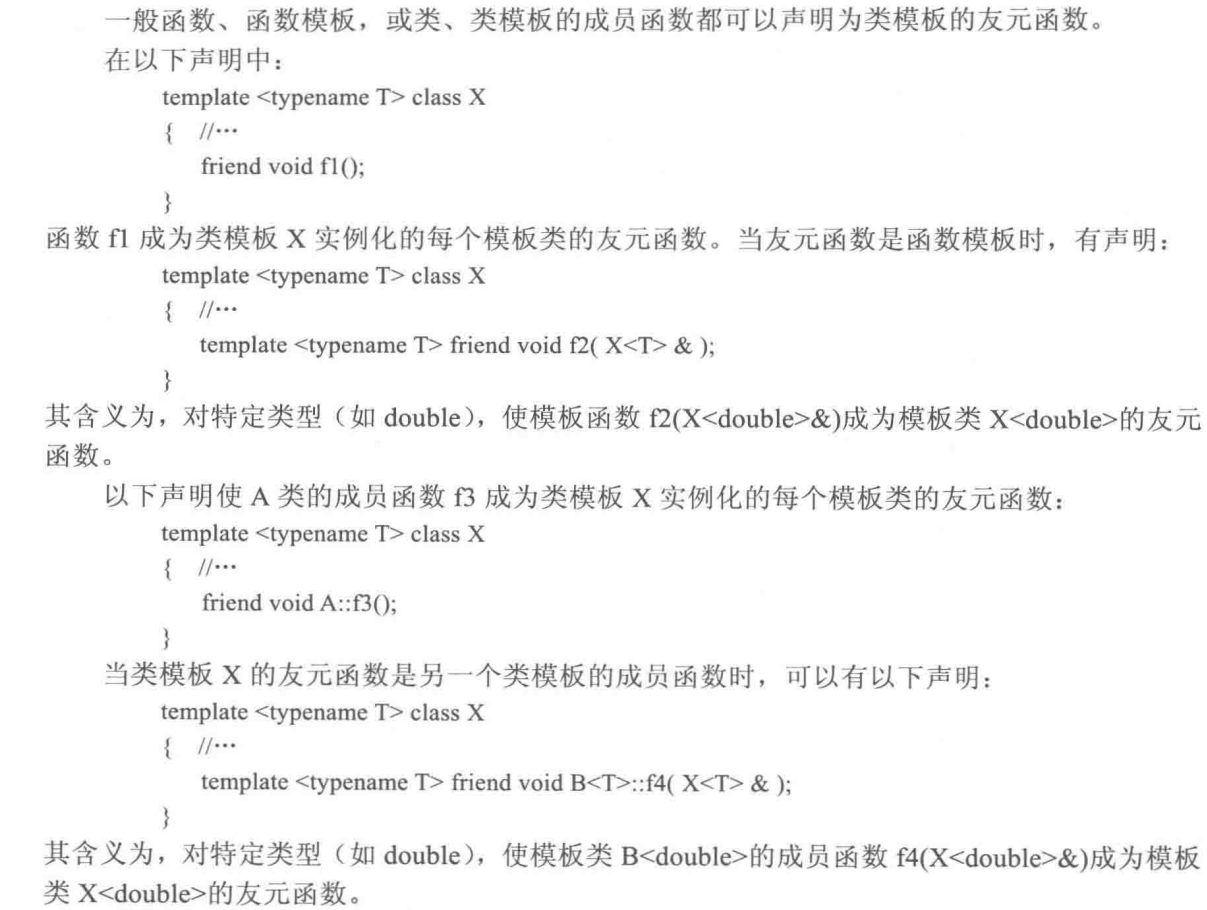 一般函数、函数模板，或类、类模板的成员函数都可以声明为类模板的友元函数。
在以下声明中：
template <typename T> class X
{ //…
friend void f1();
}
函数 f1 成为类模板 X 实例化的每个模板类的友元函数。当友元函数是函数模板时，有声明：
template <typename T> class X
{ //…
template <typename T> friend void f2( X<T> & );
}
其含义为，对特定类型（如 double），使模板函数 f2(X<double>&)成为模板类 X<double>的友元
函数。
以下声明使 A 类的成员函数 f3 成为类模板 X 实例化的每个模板类的友元函数：
template <typename T> class X
{ //…
friend void A::f3();
}
当类模板 X 的友元函数是另一个类模板的成员函数时，可以有以下声明：
template <typename T> class X
{ //…
template <typename T> friend void B<T>::f4( X<T> & );
}
其含义为，对特定类型（如 double），使模板类 B<double>的成员函数 f4(X<double>&)成为模板
类 X<double>的友元函数。